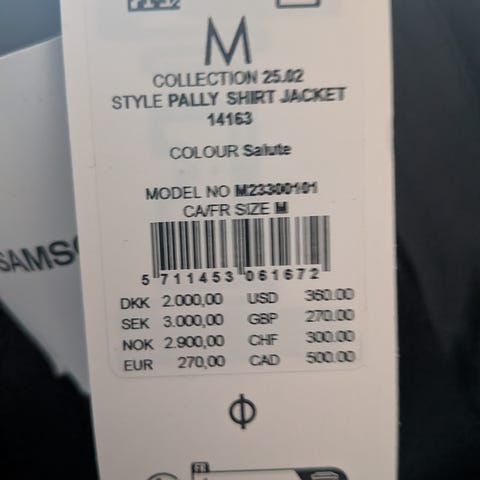 M
COLLECTION 25.02
STYLE PALLY SHIRT JACKET
14163
COLOUR Salute
MODEL NO M23300101
CA/FR SIZE M
SAMS
5 711453 061672
DKK 2.000,00 USD 360.00
SEK 3.000,00 GBP 270.00
NOK 2.900,00 CHF 300.00
EUR 270,00 CAD 500.00
FR